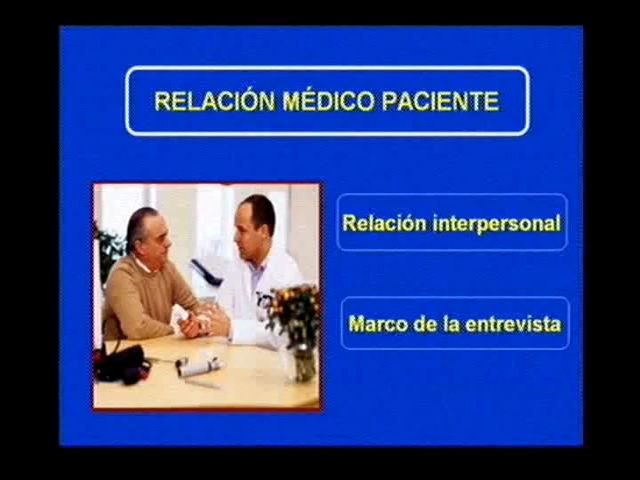 RELACIÓN MÉDICO PACIENTE
Relación interpersonal
Marco de la entrevista